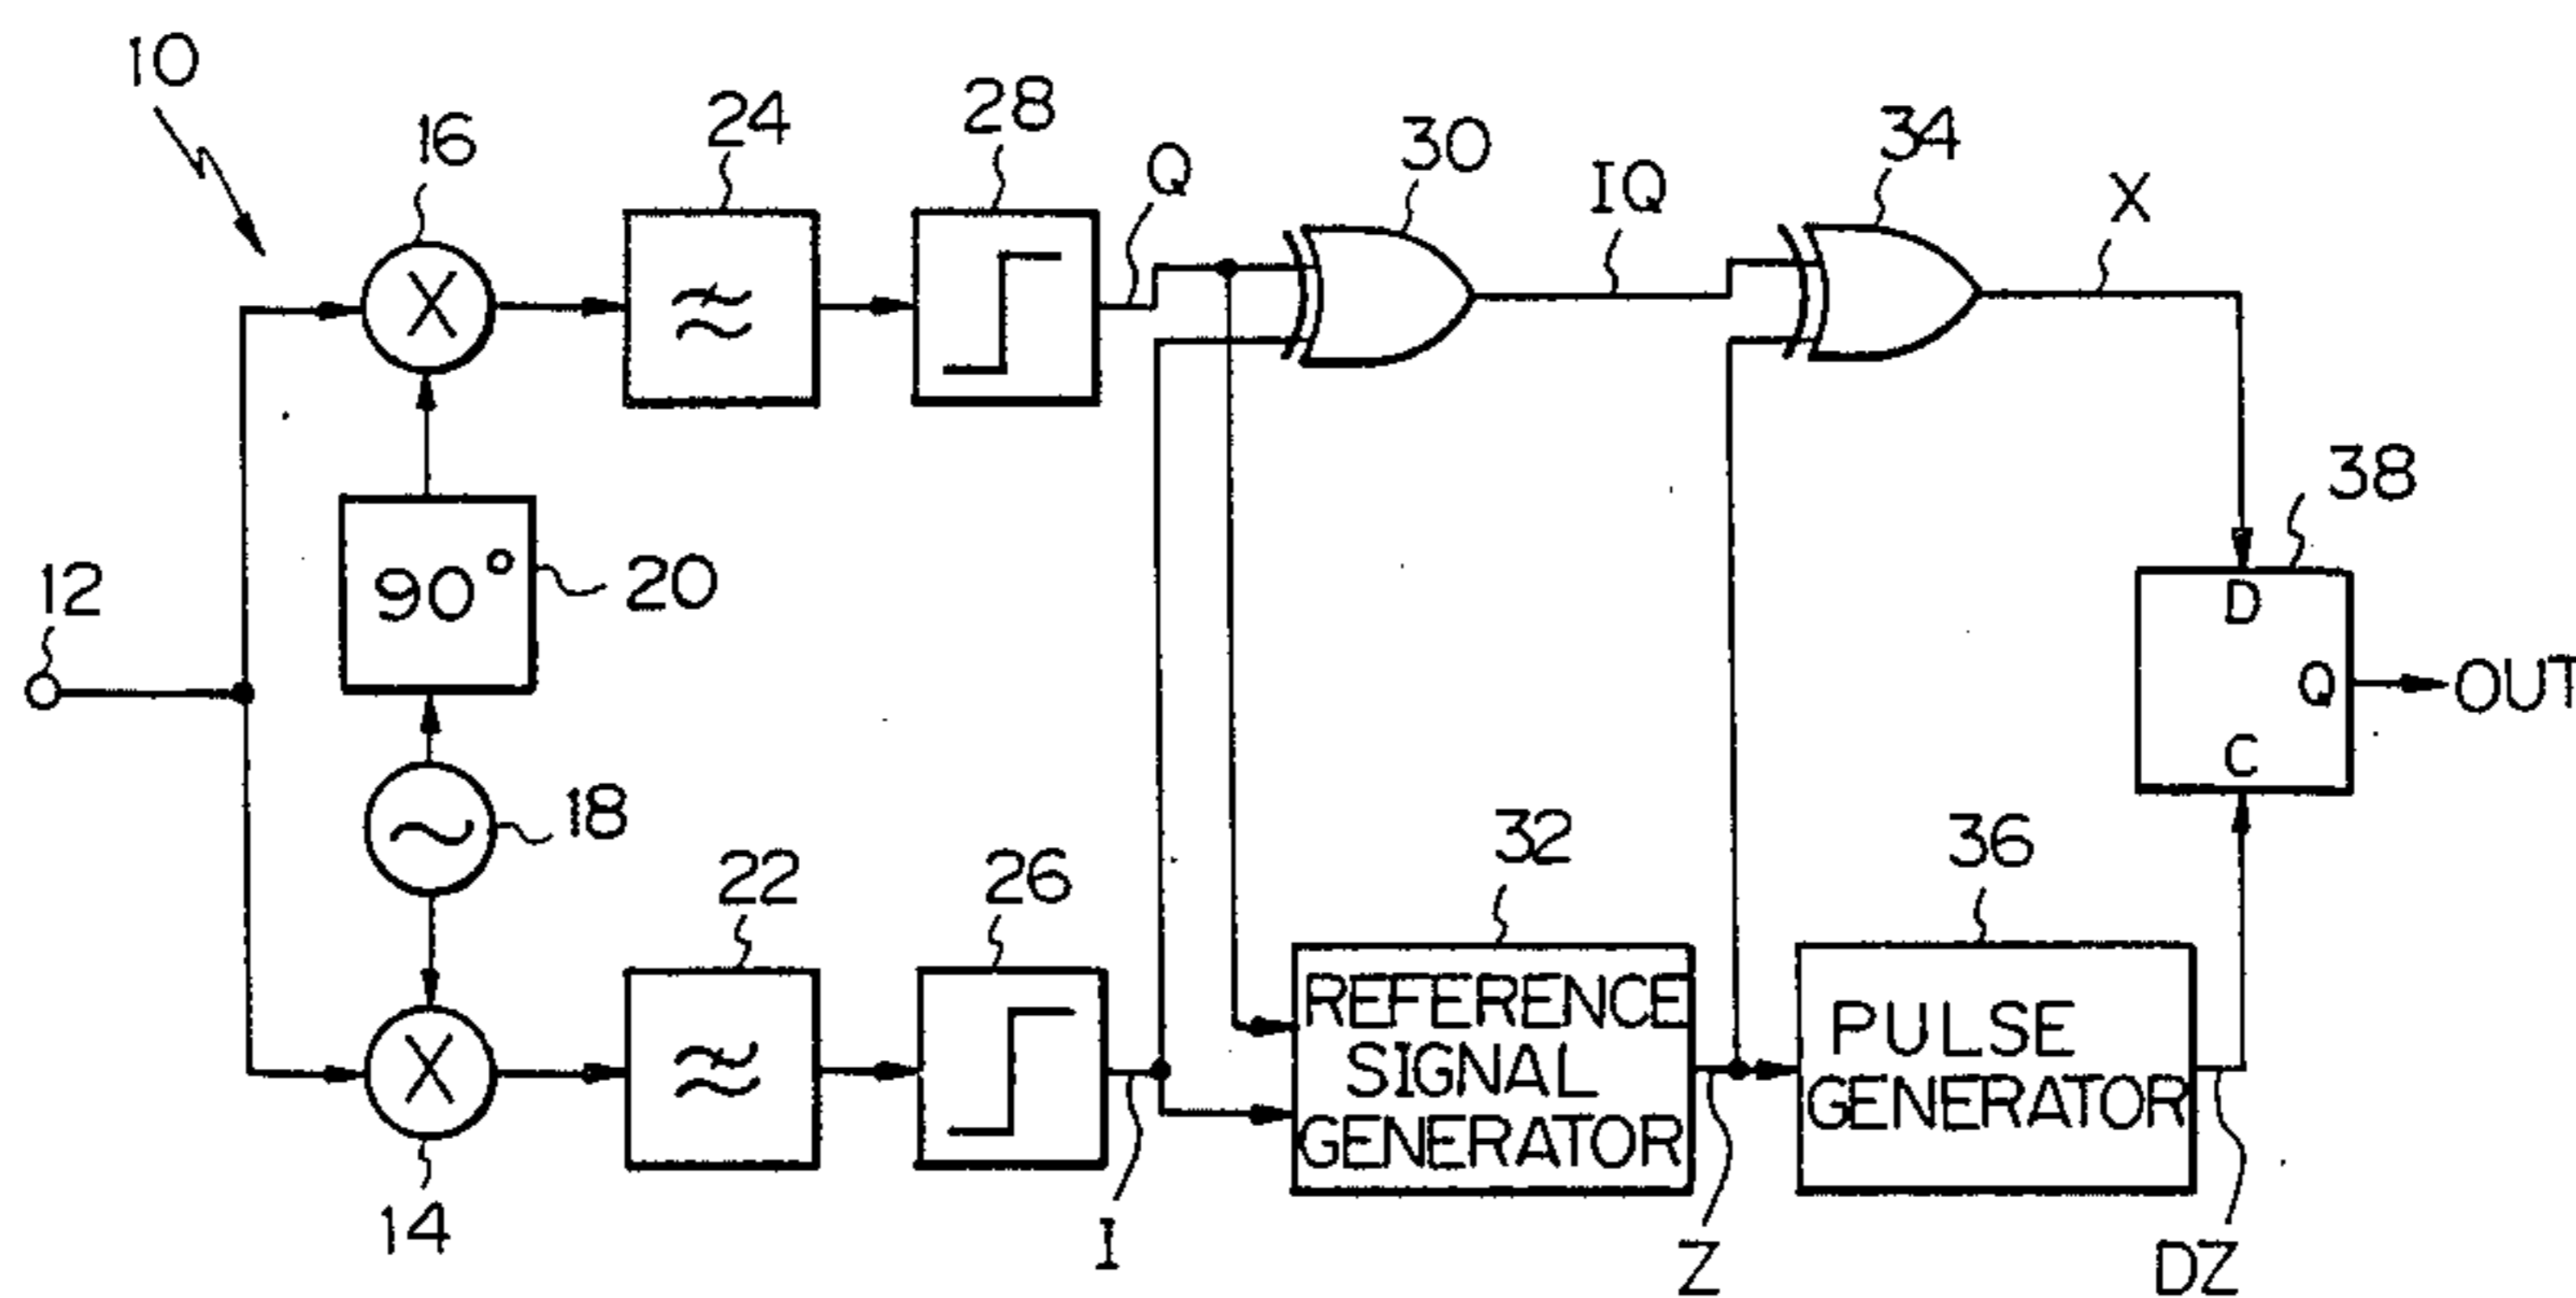 10
16
24
28
Q
30
IQ
34
X
12
90°
20
38
D
Q
OUT
C
18
22
26
32
36
REFERENCE
SIGNAL
GENERATOR
PULSE
GENERATOR
14
I
Z
DZ